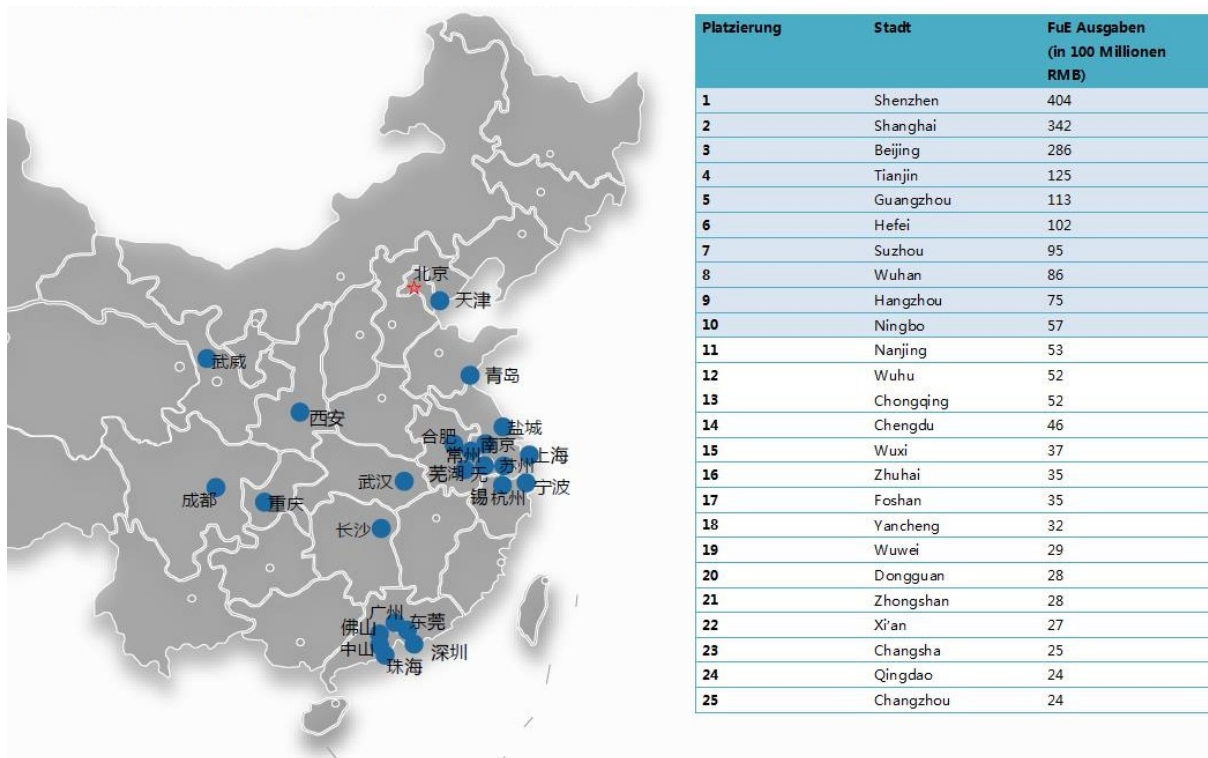 北京
天津
武威
青岛
西安
盐城
合肥
南京
常州
上海
芜湖
无
苏州
武汉
锡
杭州
宁波
成都
重庆
长沙
广州
东莞
佛山
中山
深圳
珠海
Platzierung Stadt FuE Ausgaben
(in 100 Millionen
RMB)
1 Shenzhen 404
2 Shanghai 342
3 Beijing 286
4 Tianjin 125
5 Guangzhou 113
6 Hefei 102
7 Suzhou 95
8 Wuhan 86
9 Hangzhou 75
10 Ningbo 57
11 Nanjing 53
12 Wuhu 52
13 Chongqing 52
14 Chengdu 46
15 Wuxi 37
16 Zhuhai 35
17 Foshan 35
18 Yancheng 32
19 Wuwei 29
20 Dongguan 28
21 Zhongshan 28
22 Xi'an 27
23 Changsha 25
24 Qingdao 24
25 Changzhou 24